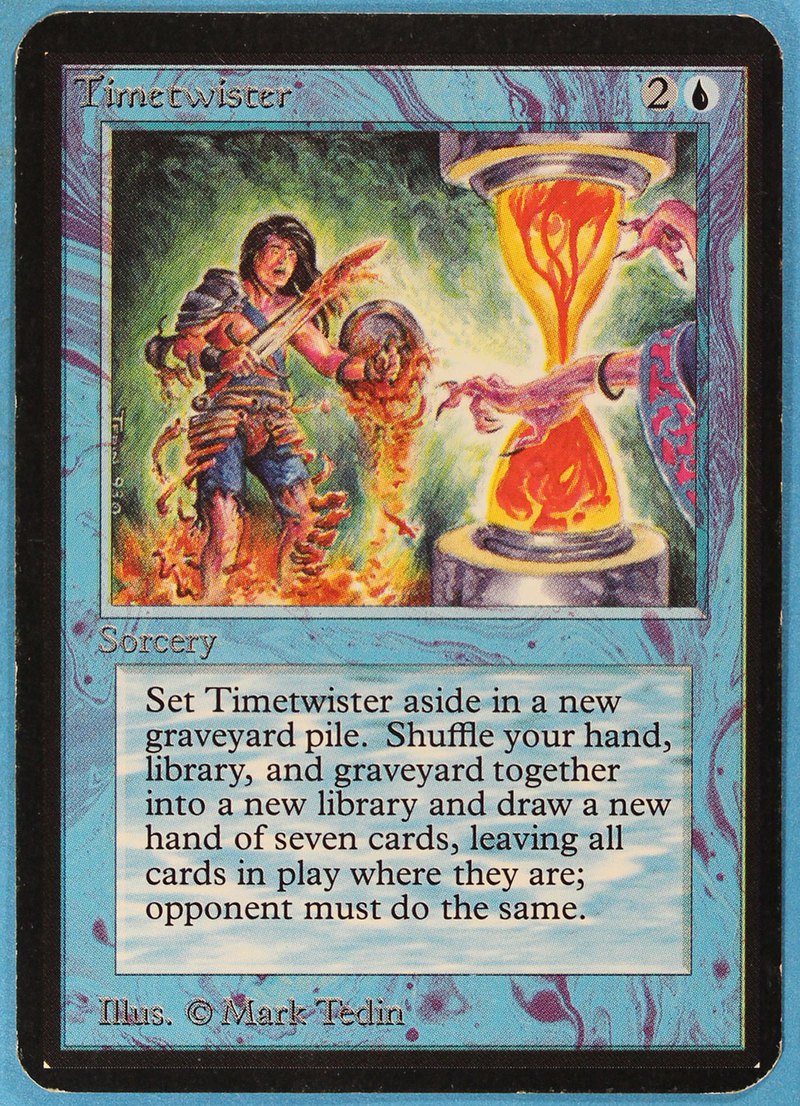 Timetwister 2
Sorcery
Set Timetwister aside in a new
graveyard pile. Shuffle your hand,
library, and graveyard together
into a new library and draw a new
hand of seven cards, leaving all
cards in play where they are;
opponent must do the same.
Illus. © Mark Tedin